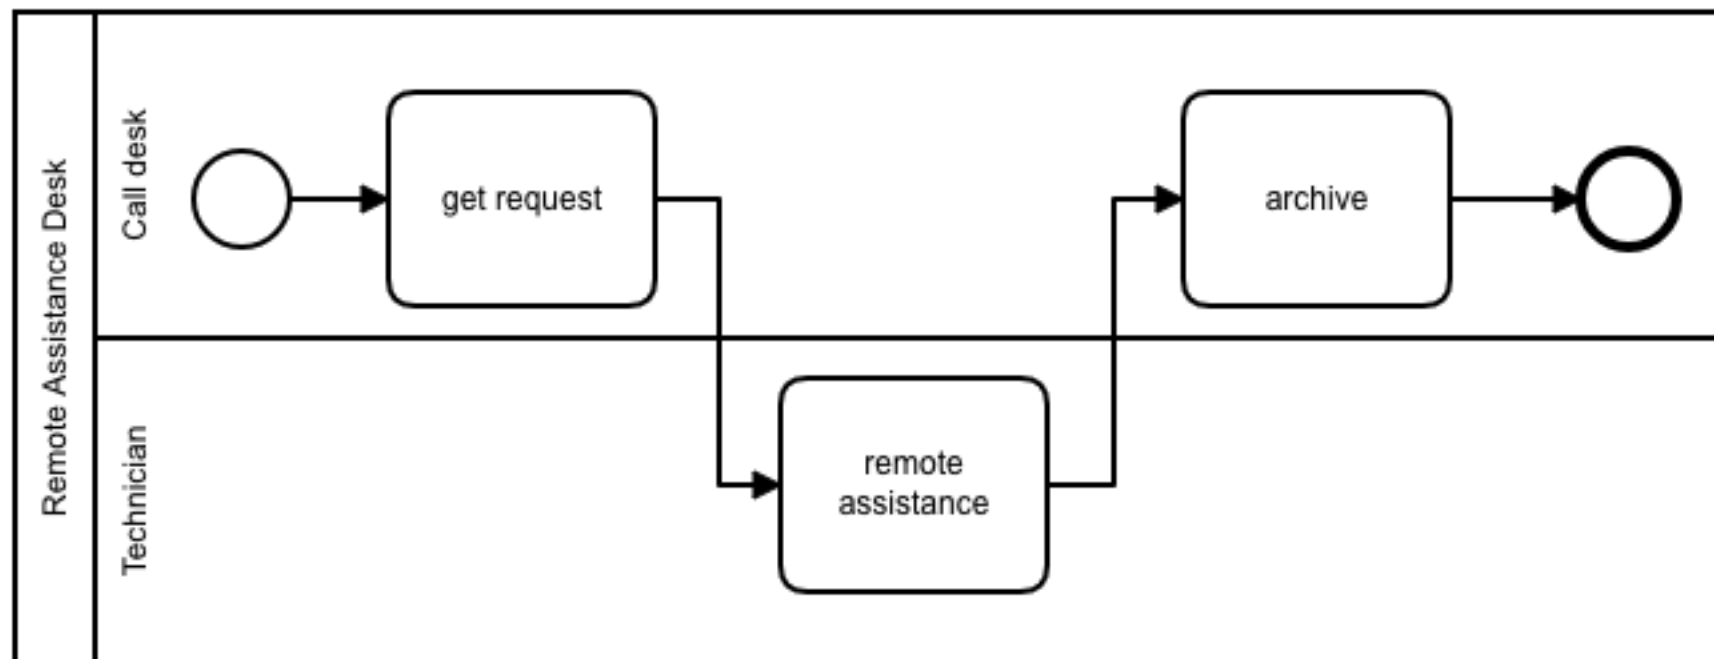 Remote Assistance Desk
Call desk
get request
archive
Technician
remote
assistance